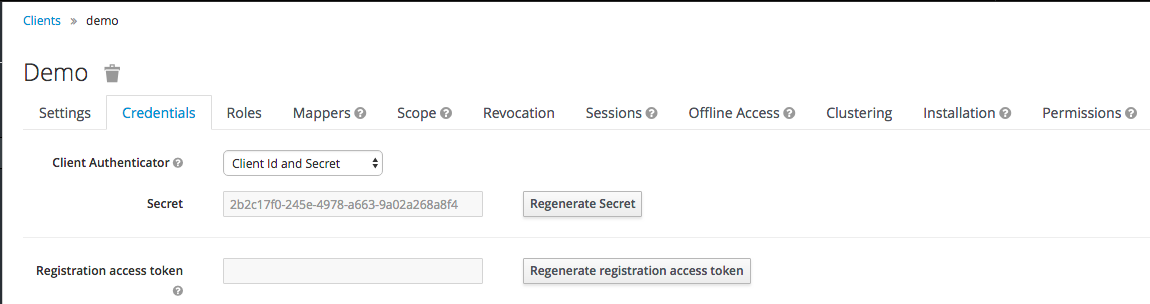 Clients » demo
Demo
Settings Credentials Roles Mappers ? Scope ? Revocation Sessions ? Offline Access ? Clustering Installation ? Permissions ?
Client Authenticator ? Client Id and Secret
Secret 2b2c17f0-245e-4978-a663-9a02a268a8f4 Regenerate Secret
Registration access token Regenerate registration access token
?